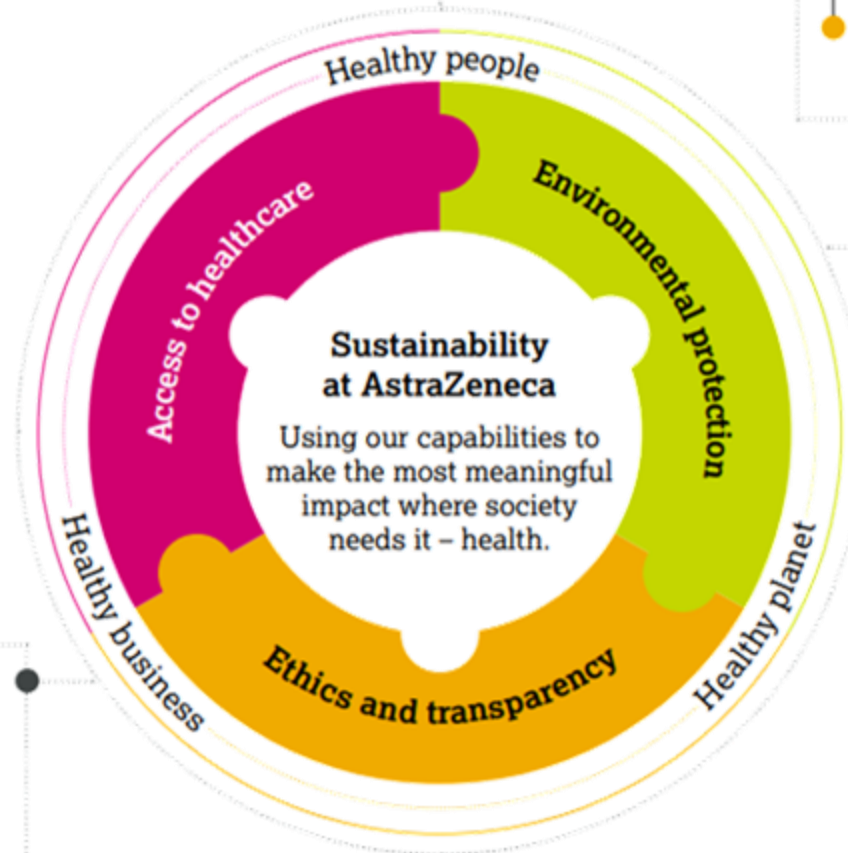 Healthy people
Access to healthcare
Environmental protection
Sustainability
at AstraZeneca
Using our capabilities to
make the most meaningful
impact where society
needs it – health.
Healthy business
Ethics and transparency
Healthy planet